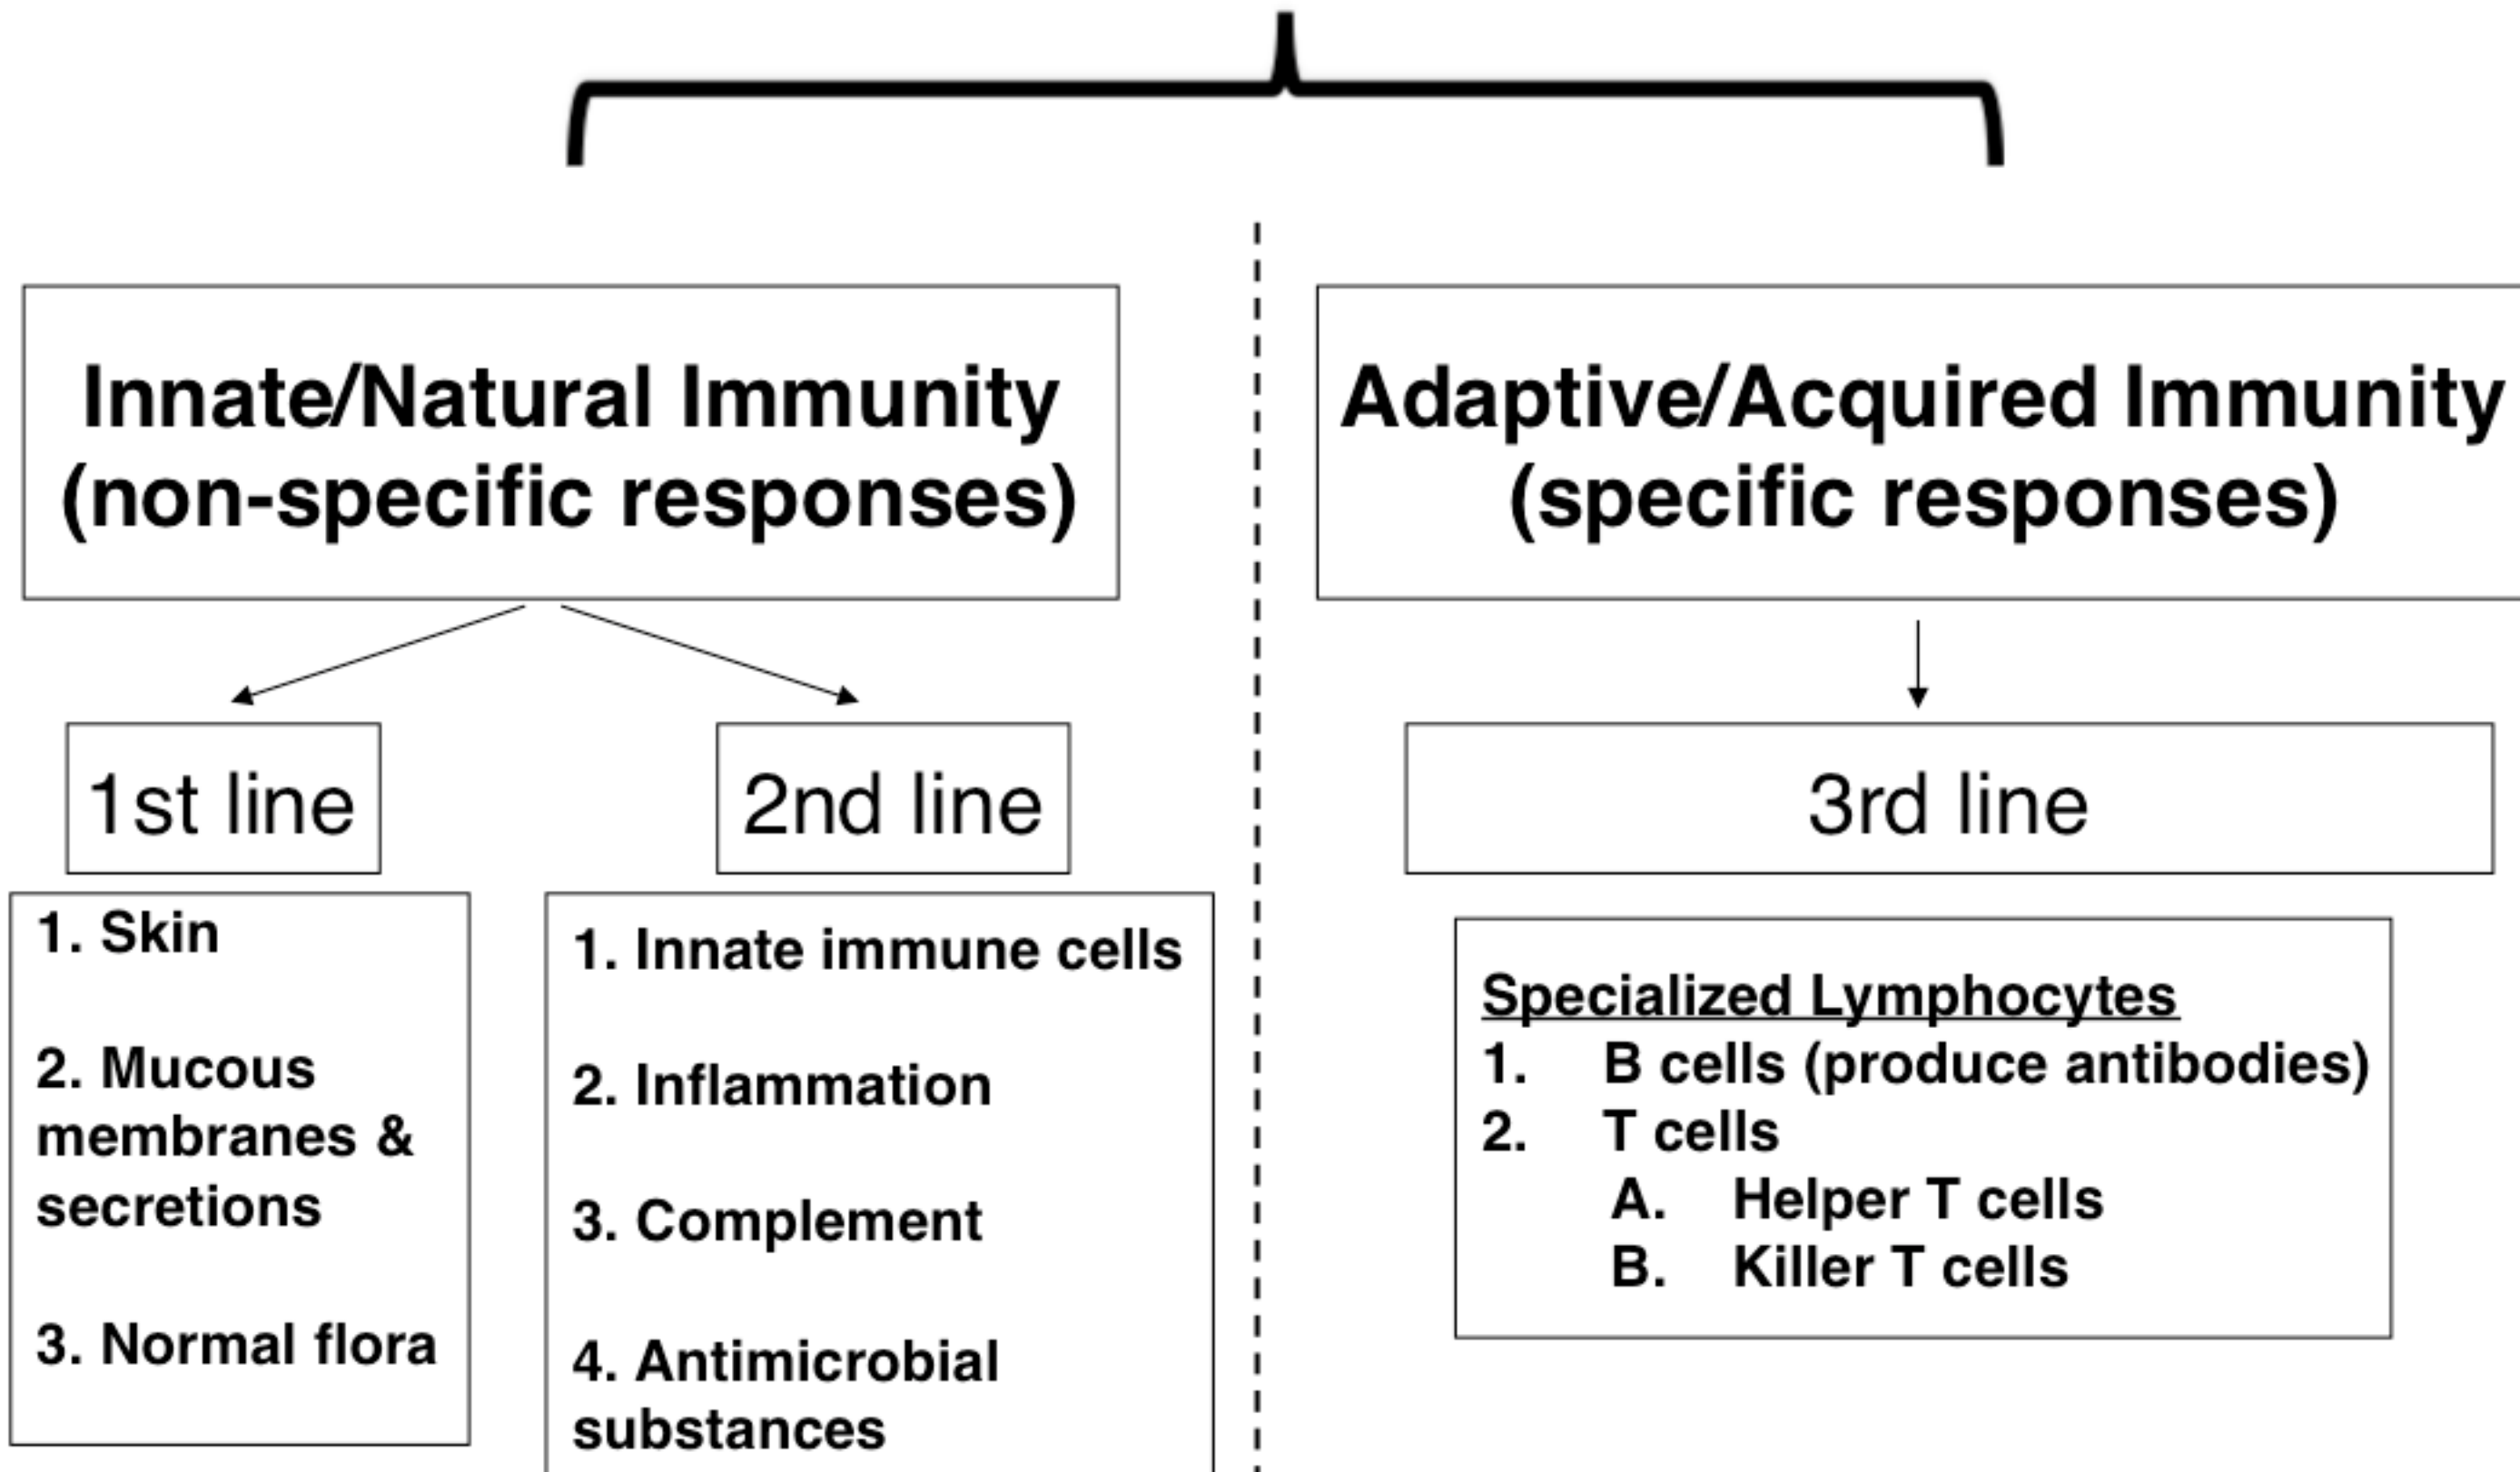 Innate/Natural Immunity
(non-specific responses)
Adaptive/Acquired Immunity
(specific responses)
1st line
2nd line
3rd line
1. Skin
2. Mucous
membranes &
secretions
3. Normal flora
1. Innate immune cells
2. Inflammation
3. Complement
4. Antimicrobial
substances
Specialized Lymphocytes
1. B cells (produce antibodies)
2. T cells
A. Helper T cells
B. Killer T cells